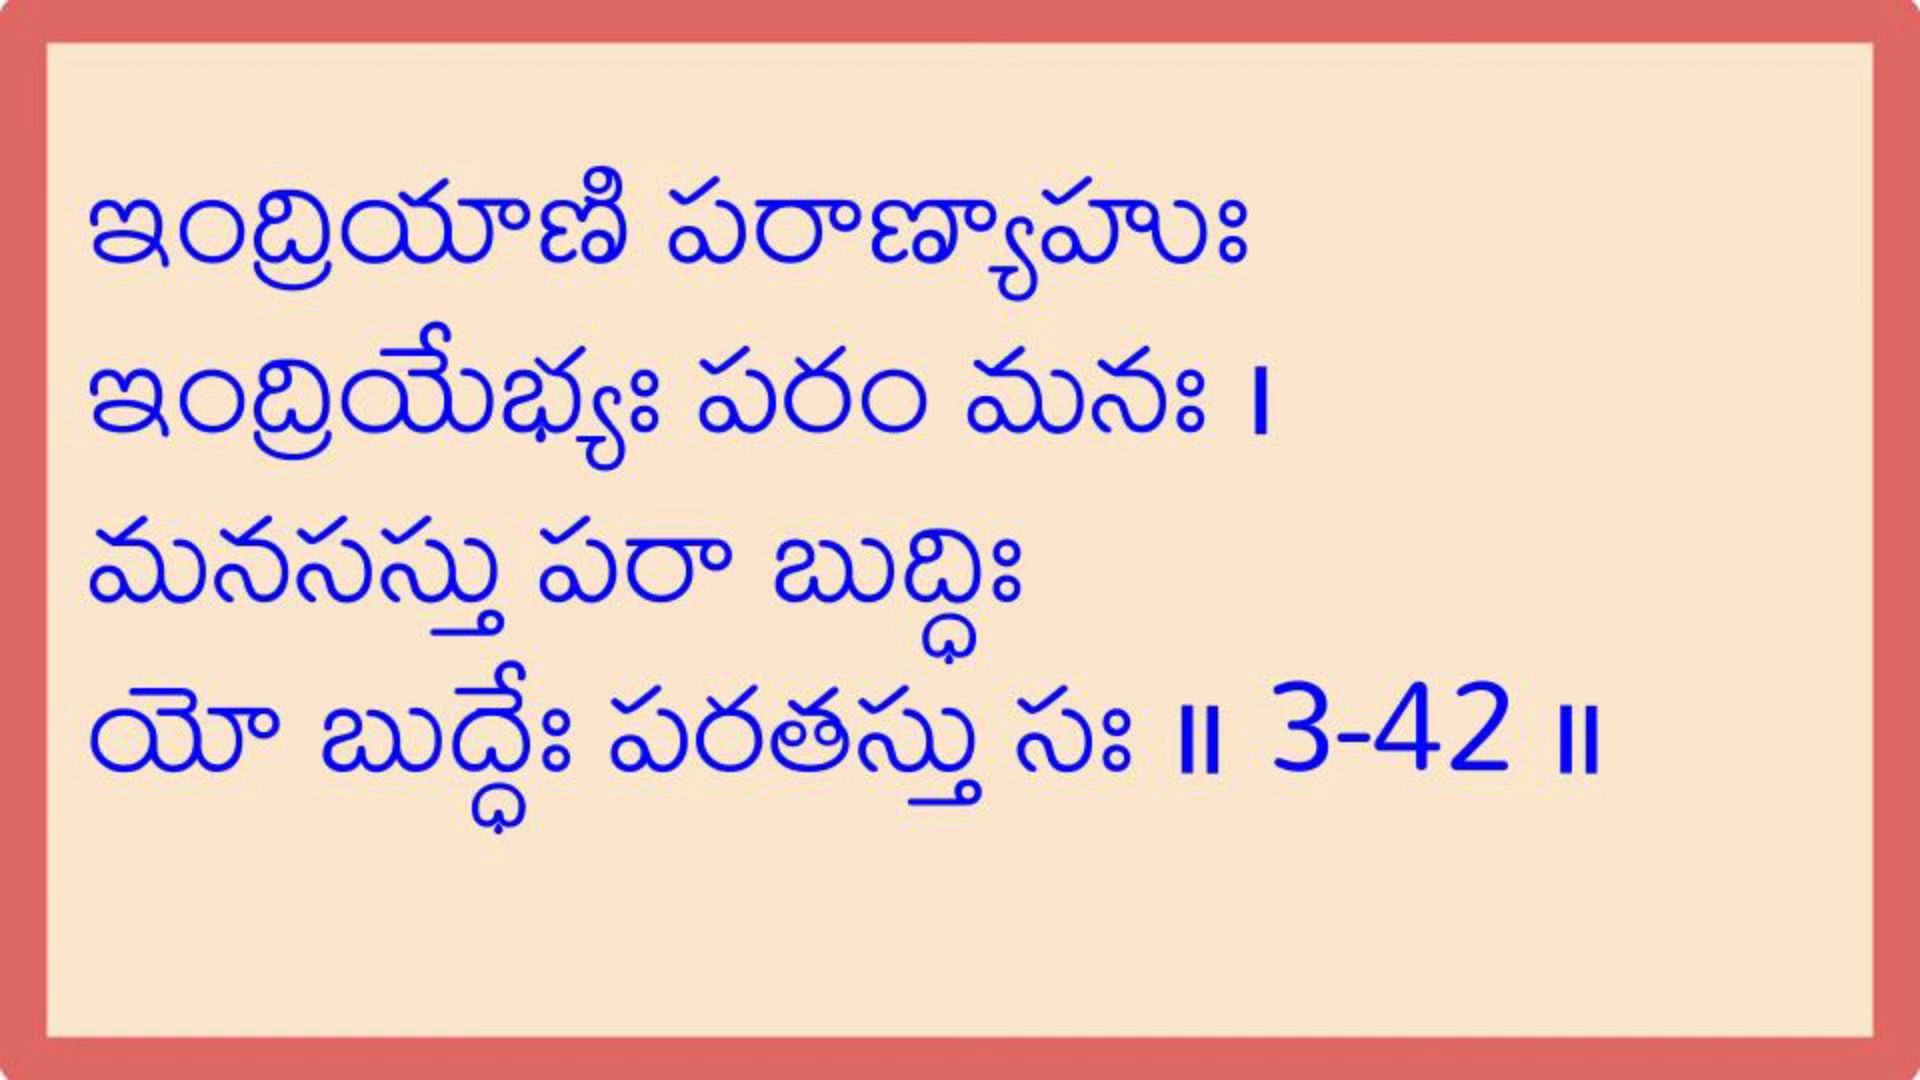 ఇంద్రియాణి పరాణ్యాహుః
ఇంద్రియేభ్యః పరం మనః ।
మనసస్తు పరా బుద్ధిః
యో బుద్ధేః పరతస్తు సః ॥ 3-42 ॥